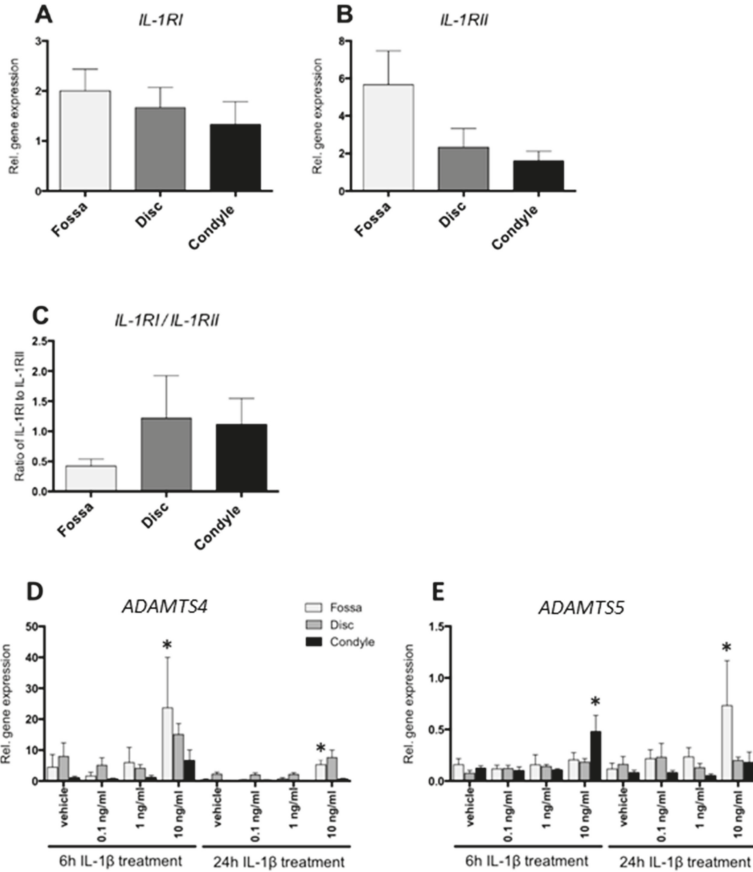 A
IL-1RI
Rel. gene expression
3
2
1
0
Fossa
Disc
Condyle
B
IL-1RII
Rel. gene expression
8
6
4
2
0
Fossa
Disc
Condyle
C
IL-1RI / IL-1RII
Ratio of IL-1RI to IL-1RII
2.5
2.0
1.5
1.0
0.5
0.0
Fossa
Disc
Condyle
D
ADAMTS4
Fossa
Disc
Condyle
Rel. gene expression
50
40
30
20
10
0
*
*
vehicle
0.1 ng/ml
1 ng/ml
10 ng/ml
vehicle
0.1 ng/ml
1 ng/ml
10 ng/ml
6h IL-1β treatment
24h IL-1β treatment
E
ADAMTS5
Rel. gene expression
1.5
1.0
0.5
0.0
*
*
vehicle
0.1 ng/ml
1 ng/ml
10 ng/ml
vehicle
0.1 ng/ml
1 ng/ml
10 ng/ml
6h IL-1β treatment
24h IL-1β treatment